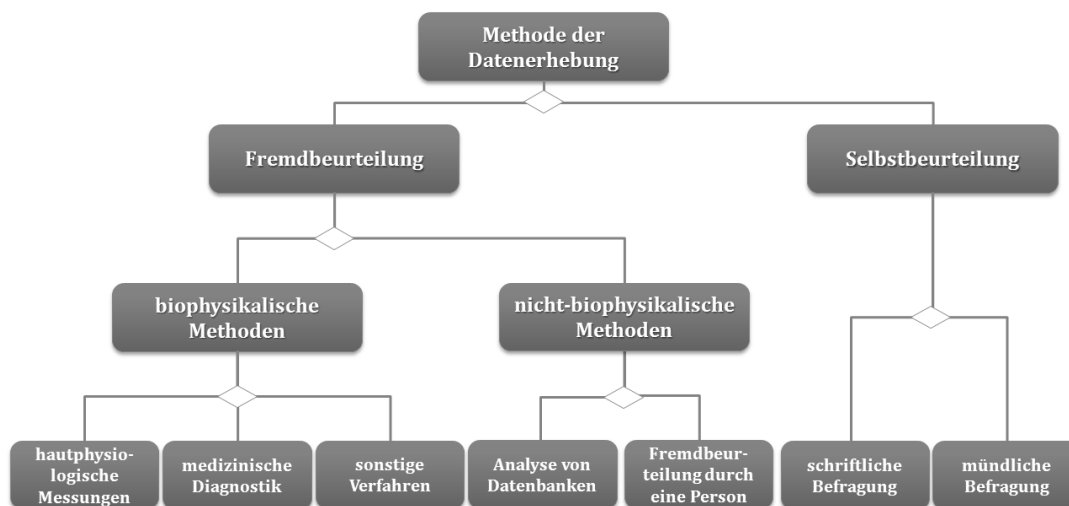 Methode der
Datenerhebung
Fremdbeurteilung
Selbstbeurteilung
biophysikalische
Methoden
nicht-biophysikalische
Methoden
hautphysio-
logische
Messungen
medizinische
Diagnostik
sonstige
Verfahren
Analyse von
Datenbanken
Fremdbeur-
teilung durch
eine Person
schriftliche
Befragung
mündliche
Befragung